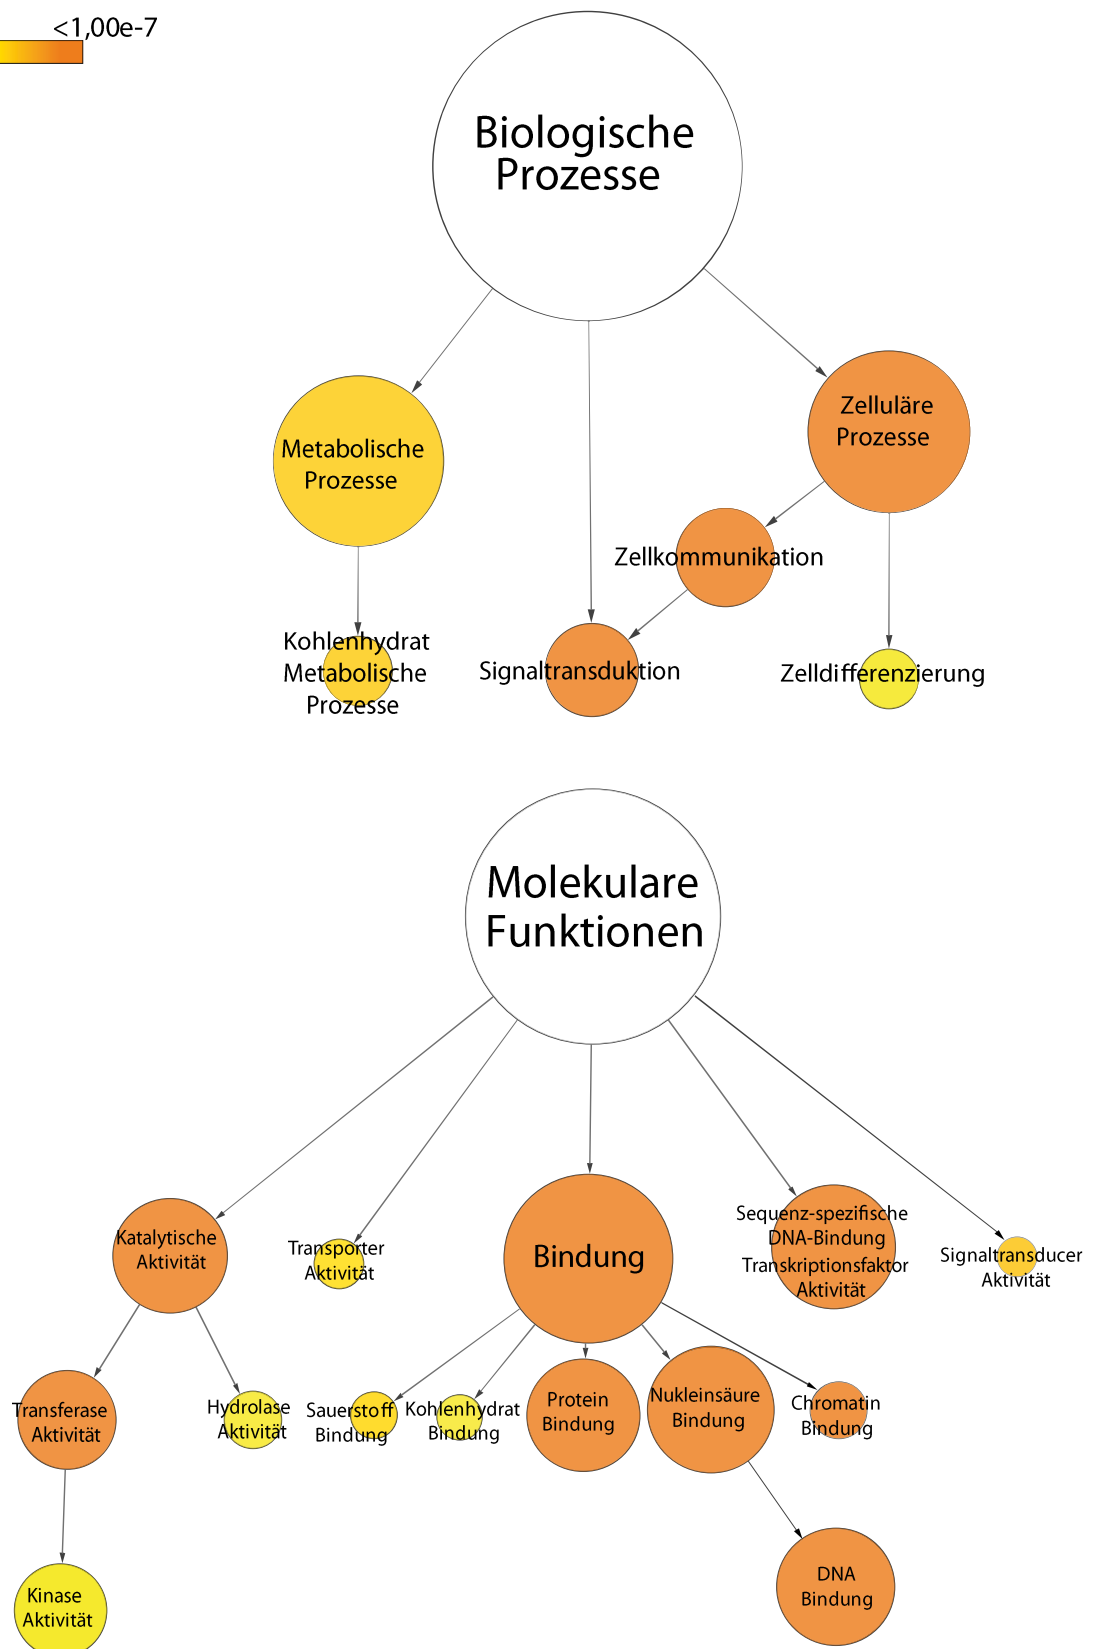 <1,00e-7
Biologische
Prozesse
Metabolische
Prozesse
Zelluläre
Prozesse
Zellkommunikation
Kohlenhydrat
Metabolische
Prozesse
Signaltransduktion
Zelldifferenzierung
Molekulare
Funktionen
Katalytische
Aktivität
Transporter
Aktivität
Bindung
Sequenz-spezifische
DNA-Bindung
Transkriptionsfaktor
Aktivität
Signaltransducer
Aktivität
Transferase
Aktivität
Hydrolase
Aktivität
Sauerstoff
Bindung
Kohlenhydrat
Bindung
Protein
Bindung
Nukleinsäure
Bindung
Chromatin
Bindung
Kinase
Aktivität
DNA
Bindung